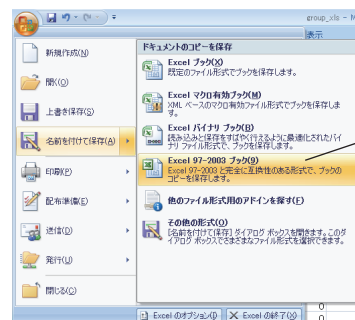 group_xls - M
表示
新規作成(N)
開く(O)
上書き保存(S)
名前を付けて保存(A)
印刷(P)
配布準備(E)
送信(D)
発行(U)
閉じる(C)
ドキュメントのコピーを保存
Excel ブック(X)
既定のファイル形式でブックを保存します。
Excel マクロ有効ブック(M)
XML ベースのマクロ有効ファイル形式でブックを保存しま
す。
Excel バイナリ ブック(B)
読み込みと保存をすばやく行えるように最適化されたバイ
ナリ ファイル形式で、ブックを保存します。
Excel 97-2003 ブック(9)
Excel 97-2003 と完全に互換性のある形式で、ブックの
コピーを保存します。
他のファイル形式用のアドインを探す(F)
その他の形式(O)
[名前を付けて保存] ダイアログ ボックスを開きます。このダ
イアログ ボックスでさまざまなファイル形式を選択できます。
Excel のオプション(I)
Excel の終了(X)
0
0